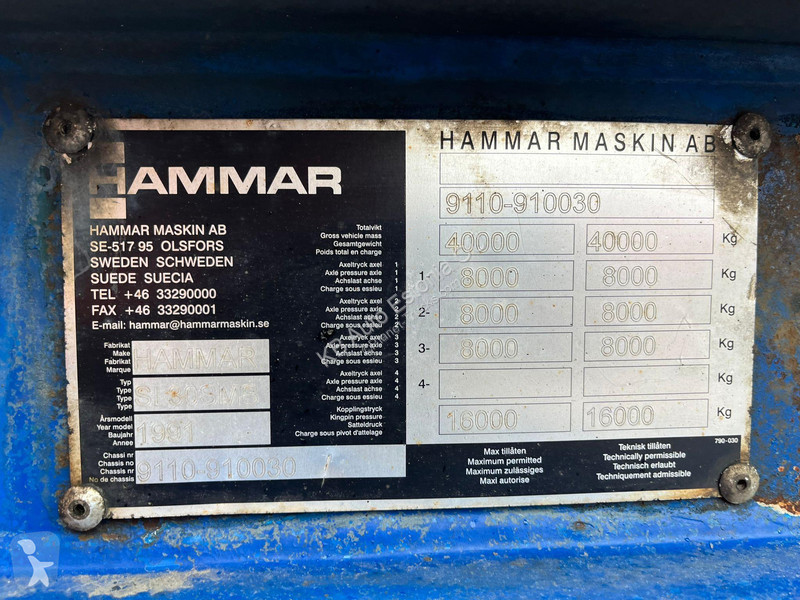 HAMMAR
HAMMAR MASKIN AB
SE-517 95 OLSFORS
SWEDEN SCHWEDEN
SUEDE SUECIA
TEL +46 33290000
FAX +46 33290001
E-mail: hammar@hammarmaskin.se
Fabrikat
Make
Fabrikat
Marque
HAMMAR
Typ
Type
Type
Type
Årsmodell
Year model
Baujahr
Annee
Chassi nr
Chassis no
Chassis nr
No de chassis
9110-910030
Totalvikt
Gross vehicle mass
Gesamtgewicht
Poids total en charge
Axeltryck axel 1
Axle pressure axle 1
Achslast achse 1
Charge sous essieu 1
Axeltryck axel 2
Axle pressure axle 2
Achslast achse 2
Charge sous essieu 2
Axeltryck axel 3
Axle pressure axle 3
Achslast achse 3
Charge sous essieu 3
Axeltryck axel 4
Axle pressure axle 4
Achslast achse 4
Charge sous essieu 4
Kopplingstryck
Kingpin pressure
Satteldruck
Charge sous pivot d'attelage
HAMMAR MASKIN AB
9110-910030
40000 40000 Kg
1- 8000 8000 Kg
2- 8000 8000 Kg
3- 8000 8000 Kg
4- Kg
16000 16000 Kg
790-030
Max tillåten
Maximum permitted
Maximum zulässiges
Maxi autorise
Teknisk tillåten
Technically permissible
Technisch erlaubt
Techniquement admissible